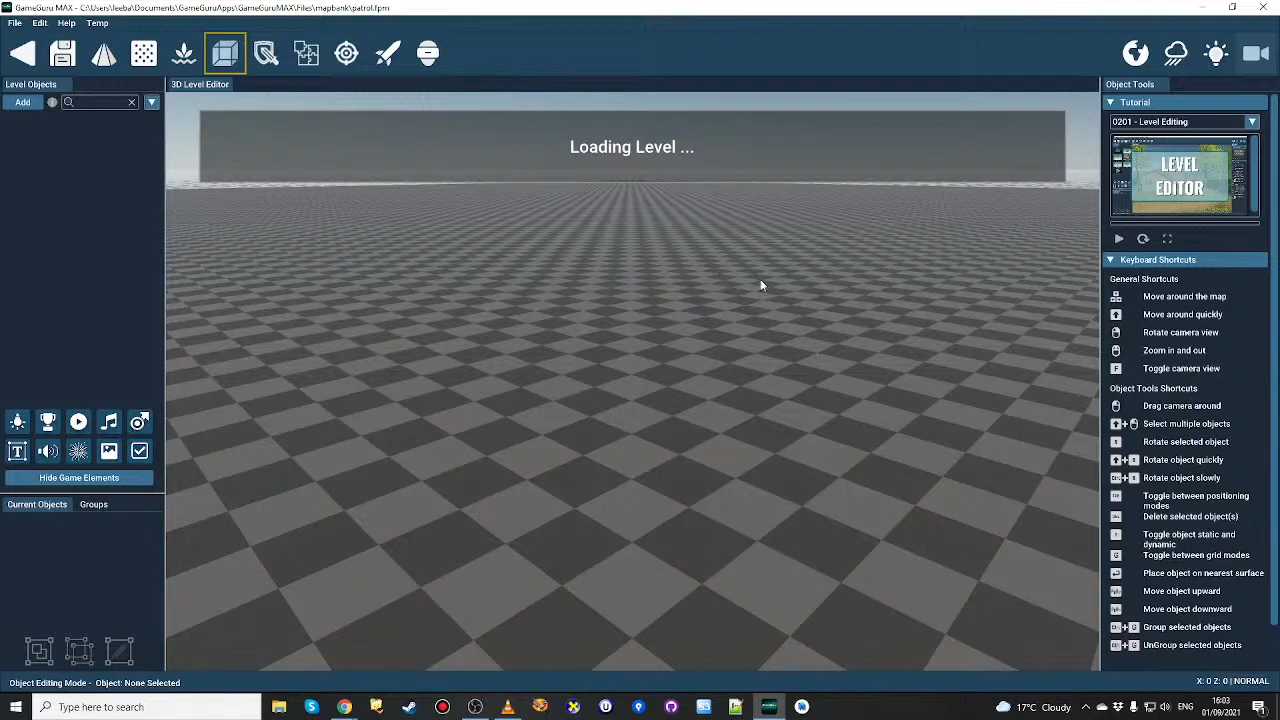 GameGuru MAX - C:\Users\leeba\Documents\GameGuruApps\GameGuruMAX\Files\mapbank\patrol.fpm
File Edit Help Temp
Level Objects
3D Level Editor
Object Tools
Add
Tutorial
0201 - Level Editing
LEVEL
EDITOR
Loading Level ...
Keyboard Shortcuts
General Shortcuts
Move around the map
Move around quickly
Rotate camera view
Zoom in and out
F Toggle camera view
Object Tools Shortcuts
Drag camera around
Select multiple objects
Rotate selected object
Rotate object quickly
Rotate object slowly
Toggle between positioning
modes
Delete selected object(s)
Toggle object static and
dynamic
G Toggle between grid modes
Place object on nearest surface
Move object upward
Move object downward
Group selected objects
UnGroup selected objects
Hide Game Elements
Current Objects Groups
Object Editing Mode - Object: None Selected
X: 0 Z: 0 | NORMAL
Type here to search
17°C Cloudy
ENG
16:03